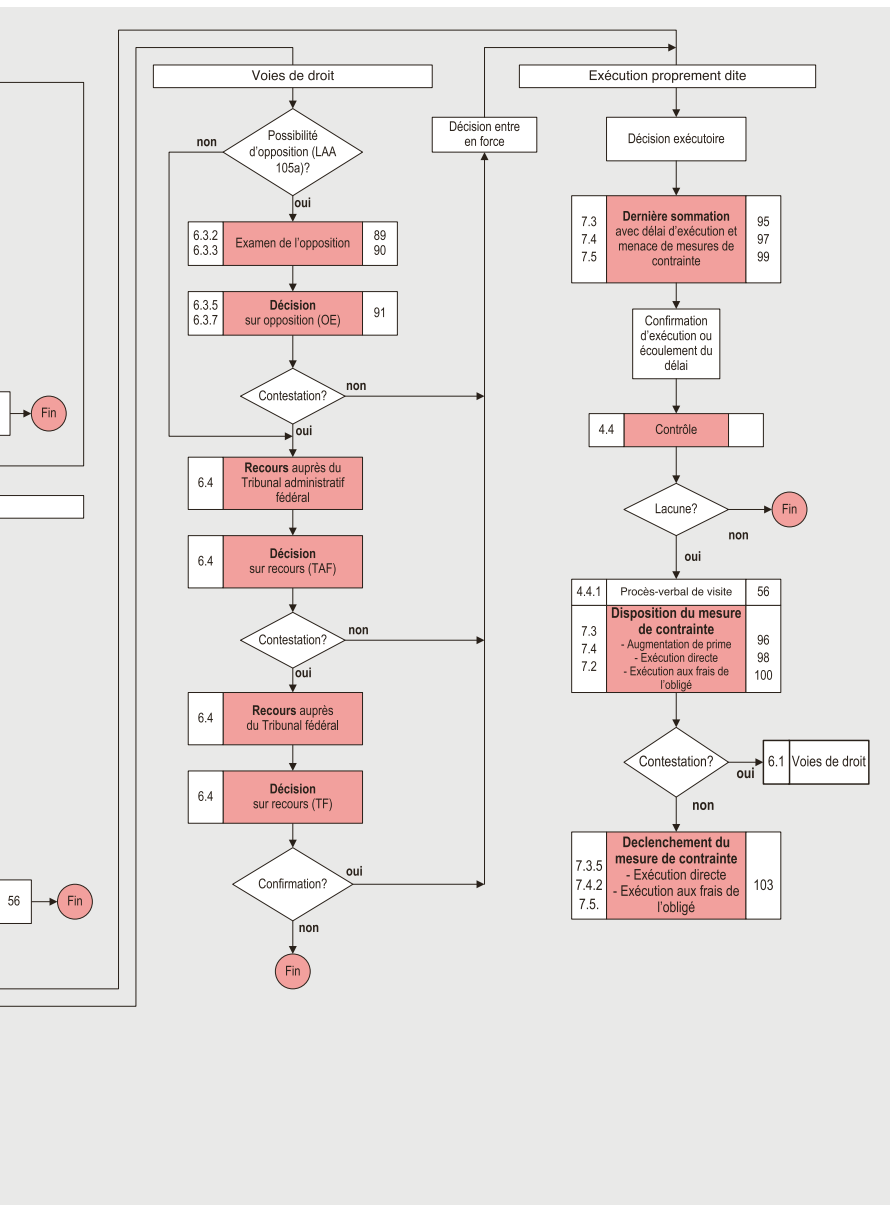 Fin
56
Fin
Voies de droit
Possibilité
d'opposition (LAA
105a)?
non
oui
6.3.2
6.3.3
Examen de l'opposition
89
90
6.3.5
6.3.7
Décision
sur opposition (OE)
91
Contestation?
non
oui
6.4
Recours auprès du
Tribunal administratif
fédéral
6.4
Décision
sur recours (TAF)
Contestation?
non
oui
6.4
Recours auprès
du Tribunal fédéral
6.4
Décision
sur recours (TF)
Confirmation?
oui
non
Fin
Décision entre
en force
Exécution proprement dite
Décision exécutoire
7.3
7.4
7.5
Dernière sommation
avec délai d'exécution et
menace de mesures de
contrainte
95
97
99
Confirmation
d'exécution ou
écoulement du
délai
4.4
Contrôle
Lacune?
Fin
non
oui
4.4.1
Procès-verbal de visite
56
7.3
7.4
7.2
Disposition du mesure
de contrainte
- Augmentation de prime
- Exécution directe
- Exécution aux frais de
l'obligé
96
98
100
Contestation?
oui
6.1
Voies de droit
non
7.3.5
7.4.2
7.5.
Declenchement du
mesure de contrainte
- Exécution directe
- Exécution aux frais de
l'obligé
103